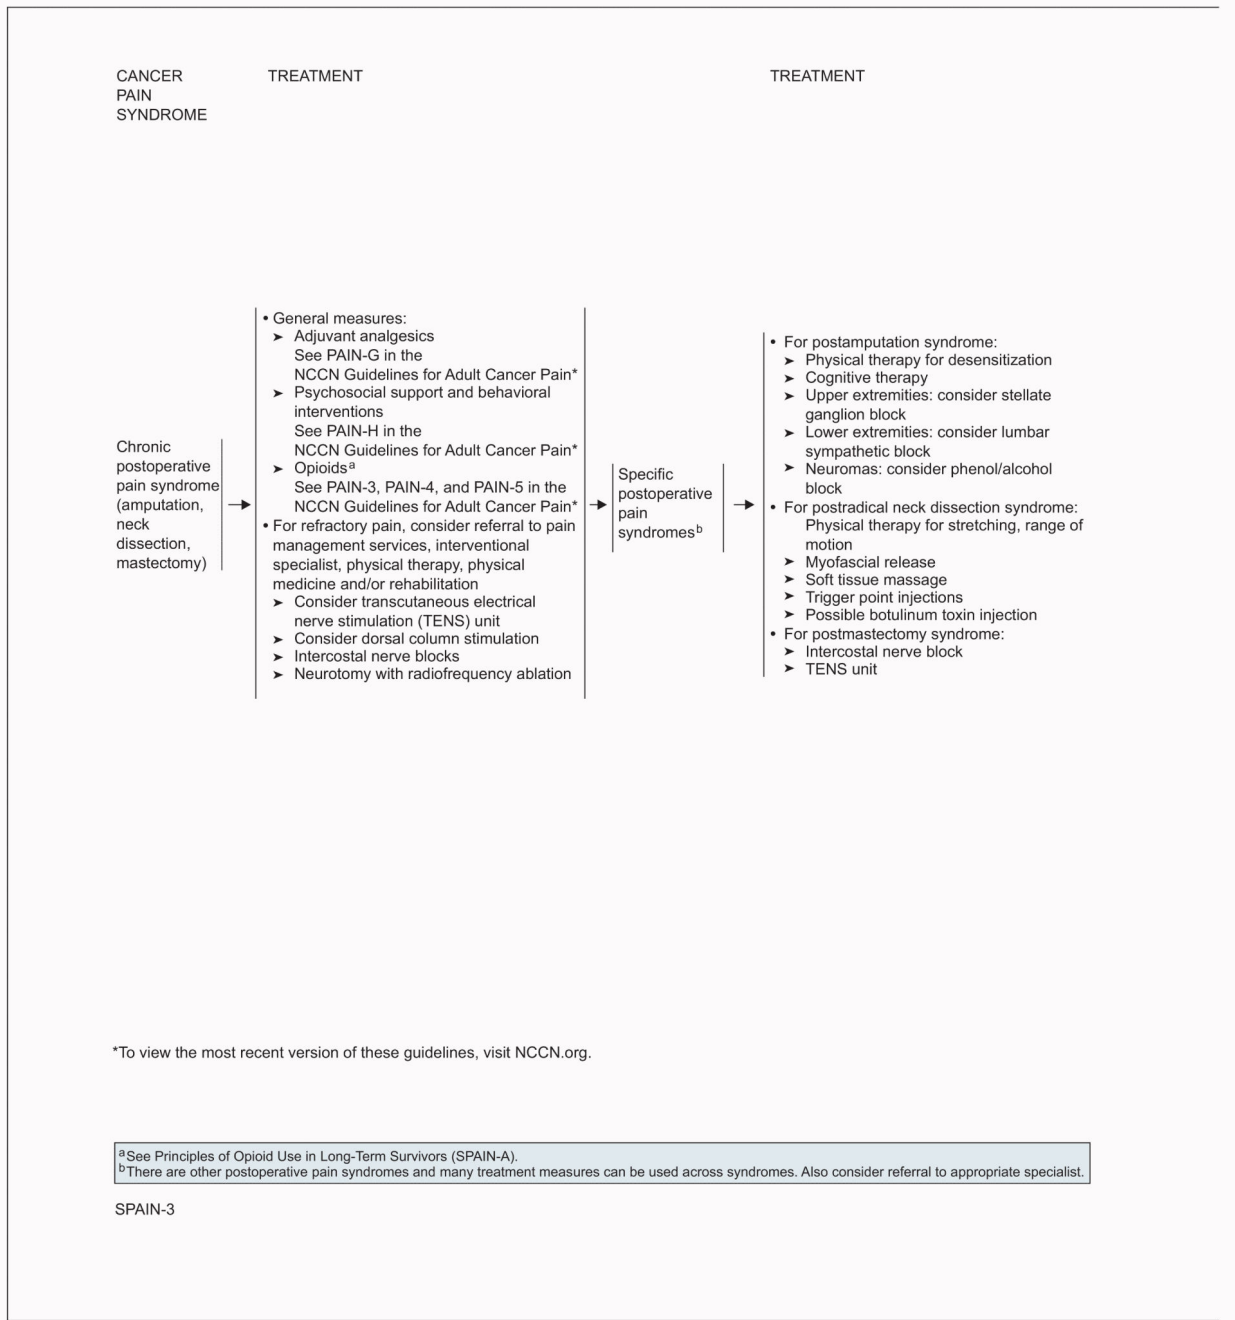 CANCER
PAIN
SYNDROME
TREATMENT
TREATMENT
Chronic
postoperative
pain syndrome
(amputation,
neck
dissection,
mastectomy)
• General measures:
➤ Adjuvant analgesics
See PAIN-G in the
NCCN Guidelines for Adult Cancer Pain*
➤ Psychosocial support and behavioral
interventions
See PAIN-H in the
NCCN Guidelines for Adult Cancer Pain*
➤ Opioidsa
See PAIN-3, PAIN-4, and PAIN-5 in the
NCCN Guidelines for Adult Cancer Pain*
• For refractory pain, consider referral to pain
management services, interventional
specialist, physical therapy, physical
medicine and/or rehabilitation
➤ Consider transcutaneous electrical
nerve stimulation (TENS) unit
➤ Consider dorsal column stimulation
➤ Intercostal nerve blocks
➤ Neurotomy with radiofrequency ablation
Specific
postoperative
pain
syndromesb
• For postamputation syndrome:
➤ Physical therapy for desensitization
➤ Cognitive therapy
➤ Upper extremities: consider stellate
ganglion block
➤ Lower extremities: consider lumbar
sympathetic block
➤ Neuromas: consider phenol/alcohol
block
• For postradical neck dissection syndrome:
Physical therapy for stretching, range of
motion
➤ Myofascial release
➤ Soft tissue massage
➤ Trigger point injections
➤ Possible botulinum toxin injection
• For postmastectomy syndrome:
➤ Intercostal nerve block
➤ TENS unit
*To view the most recent version of these guidelines, visit NCCN.org.
aSee Principles of Opioid Use in Long-Term Survivors (SPAIN-A).
bThere are other postoperative pain syndromes and many treatment measures can be used across syndromes. Also consider referral to appropriate specialist.
SPAIN-3